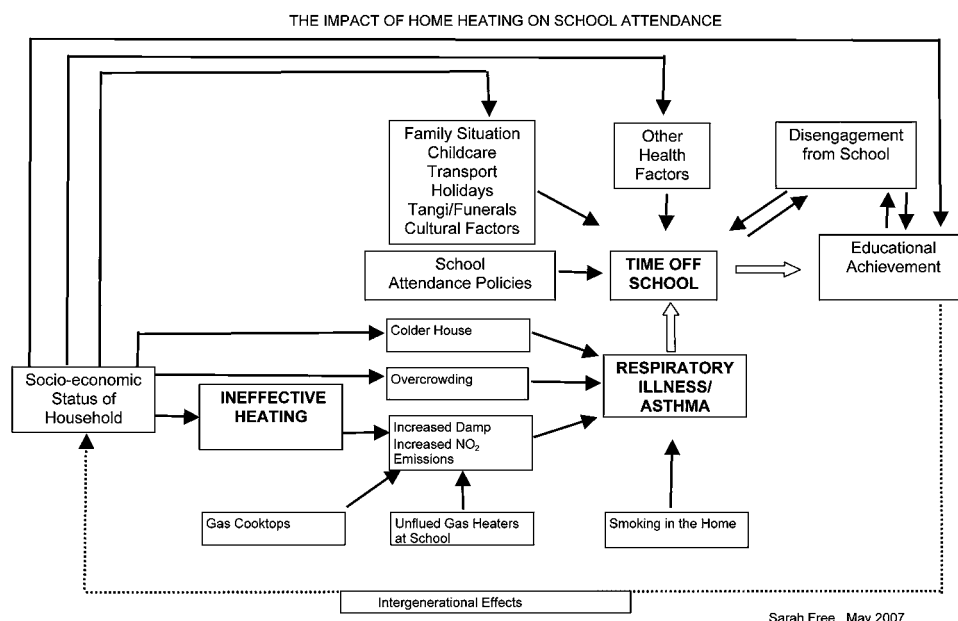 THE IMPACT OF HOME HEATING ON SCHOOL ATTENDANCE
Family Situation
Childcare
Transport
Holidays
Tangi/Funerals
Cultural Factors
Other
Health
Factors
Disengagement
from School
School
Attendance Policies
TIME OFF
SCHOOL
Educational
Achievement
Colder House
Socio-economic
Status of
Household
INEFFECTIVE
HEATING
Overcrowding
RESPIRATORY
ILLNESS/
ASTHMA
Increased Damp
Increased NO₂
Emissions
Gas Cooktops
Unflued Gas Heaters
at School
Smoking in the Home
Intergenerational Effects
Sarah Free May 2007